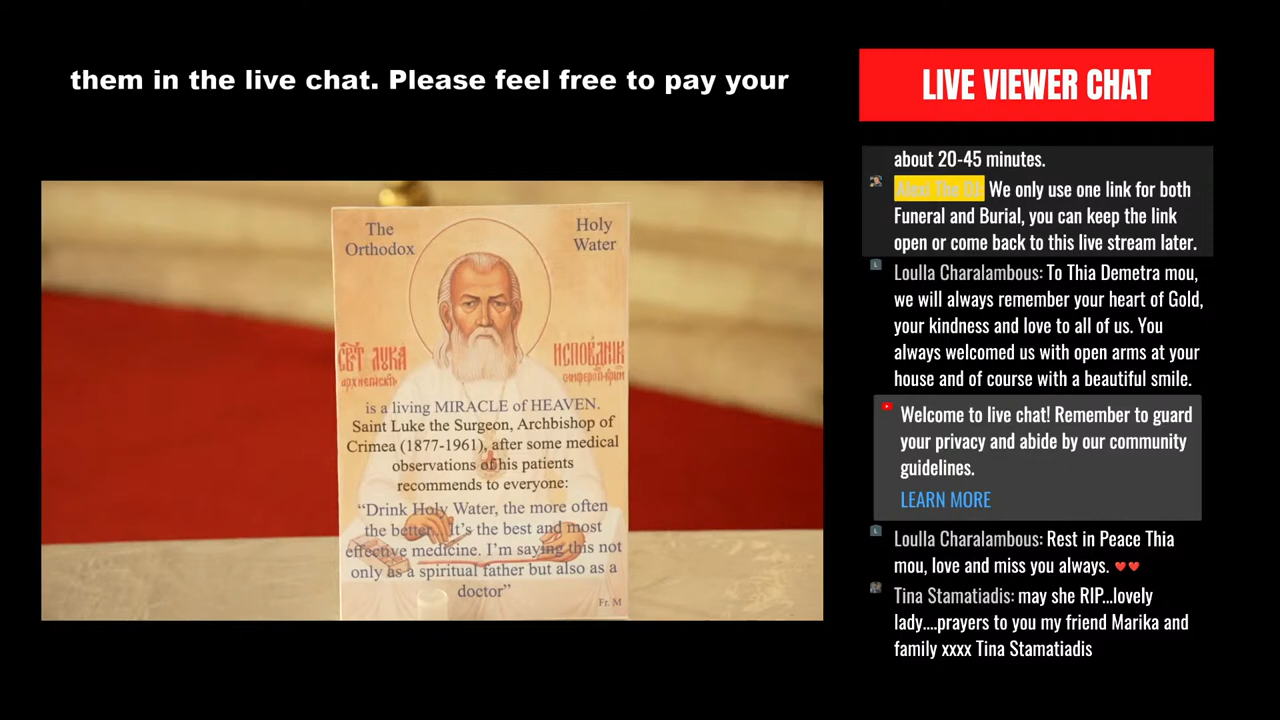 them in the live chat. Please feel free to pay your
LIVE VIEWER CHAT
about 20-45 minutes.
Alexi The DJ: We only use one link for both
Funeral and Burial, you can keep the link
open or come back to this live stream later.
Loulla Charalambous: To Thia Demetra mou,
we will always remember your heart of Gold,
your kindness and love to all of us. You
always welcomed us with open arms at your
house and of course with a beautiful smile.
Welcome to live chat! Remember to guard
your privacy and abide by our community
guidelines.
LEARN MORE
Loulla Charalambous: Rest in Peace Thia
mou, love and miss you always. ♥♥
Tina Stamatiadis: may she RIP...lovely
lady....prayers to you my friend Marika and
family xxxx Tina Stamatiadis
The
Orthodox
Holy
Water
is a living MIRACLE of HEAVEN.
Saint Luke the Surgeon, Archbishop of
Crimea (1877-1961), after some medical
observations of his patients
recommends to everyone:
“Drink Holy Water, the more often
the better. It’s the best and most
effective medicine. I’m saying this not
only as a spiritual father but also as a
doctor”
Fr. M